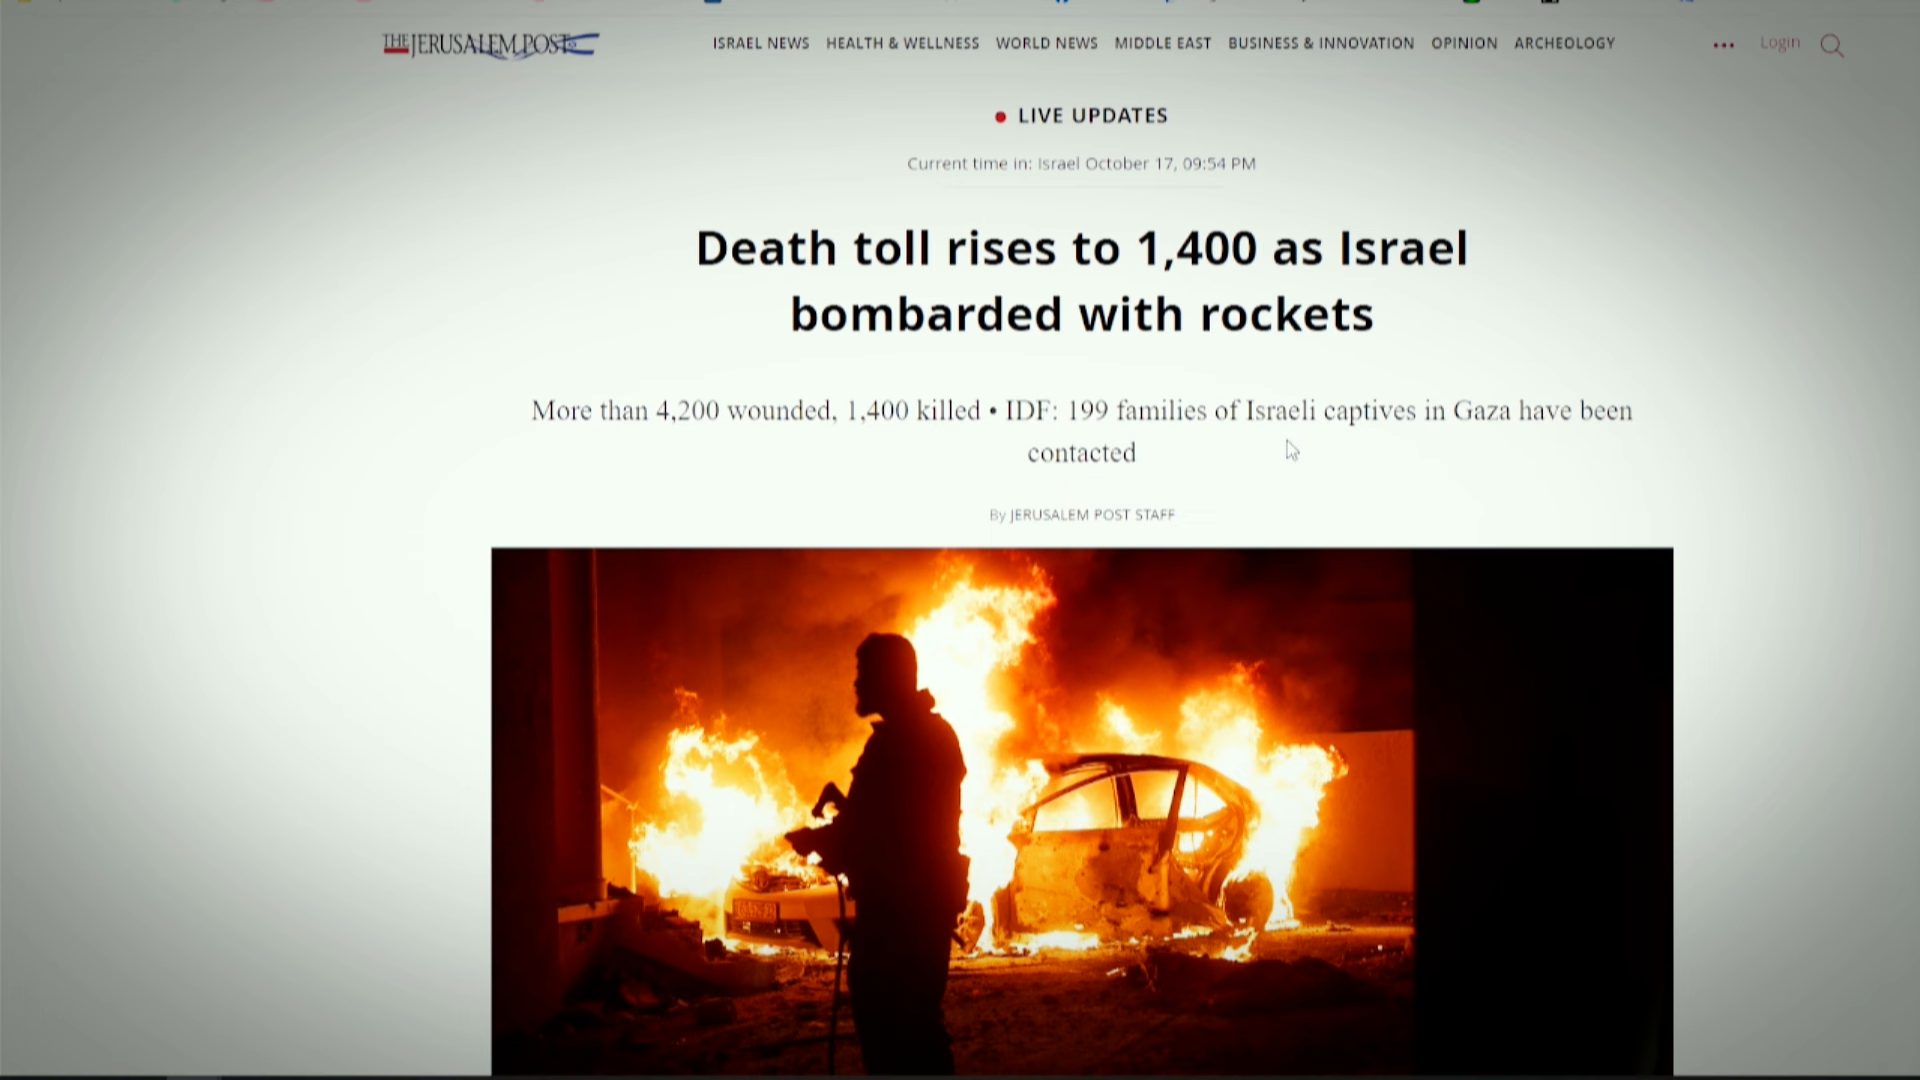 THE JERUSALEM POST
ISRAEL NEWS HEALTH & WELLNESS WORLD NEWS MIDDLE EAST BUSINESS & INNOVATION OPINION ARCHEOLOGY ••• Login
LIVE UPDATES
Current time in: Israel October 17, 09:54 PM
Death toll rises to 1,400 as Israel
bombarded with rockets
More than 4,200 wounded, 1,400 killed • IDF: 199 families of Israeli captives in Gaza have been
contacted
By JERUSALEM POST STAFF